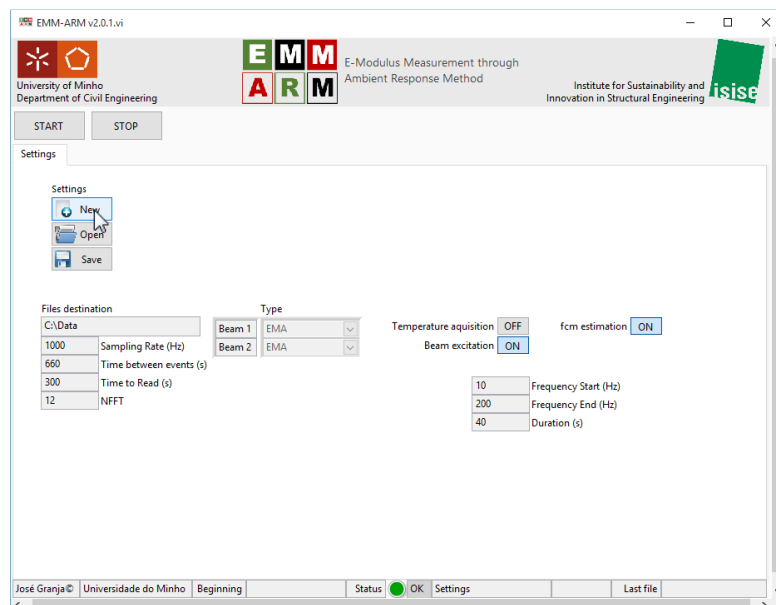 EMM-ARM v2.0.1.vi
University of Minho
Department of Civil Engineering
E M M
A R M
E-Modulus Measurement through
Ambient Response Method
Institute for Sustainability and
Innovation in Structural Engineering
isise
START STOP
Settings
Settings
New
Open
Save
Files destination
C:\Data
1000 Sampling Rate (Hz)
660 Time between events (s)
300 Time to Read (s)
12 NFFT
Type
Beam 1 EMA
Beam 2 EMA
Temperature aquisition OFF
Beam excitation ON
fcm estimation ON
10 Frequency Start (Hz)
200 Frequency End (Hz)
40 Duration (s)
José Granja© Universidade do Minho Beginning Status OK Settings Last file